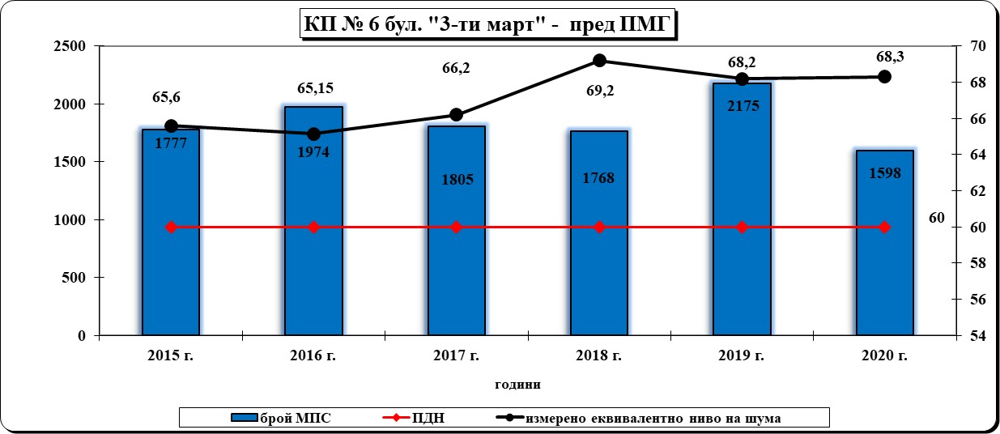 КП № 6 бул. "3-ти март" - пред ПМГ
2500
2000
1500
1000
500
0
70
68
66
64
62
60
58
56
54
65,6
65,15
66,2
69,2
68,2
68,3
1777
1974
1805
1768
2175
1598
60
2015 г.
2016 г.
2017 г.
2018 г.
2019 г.
2020 г.
години
брой МПС
ПДН
измерено еквивалентно ниво на шума